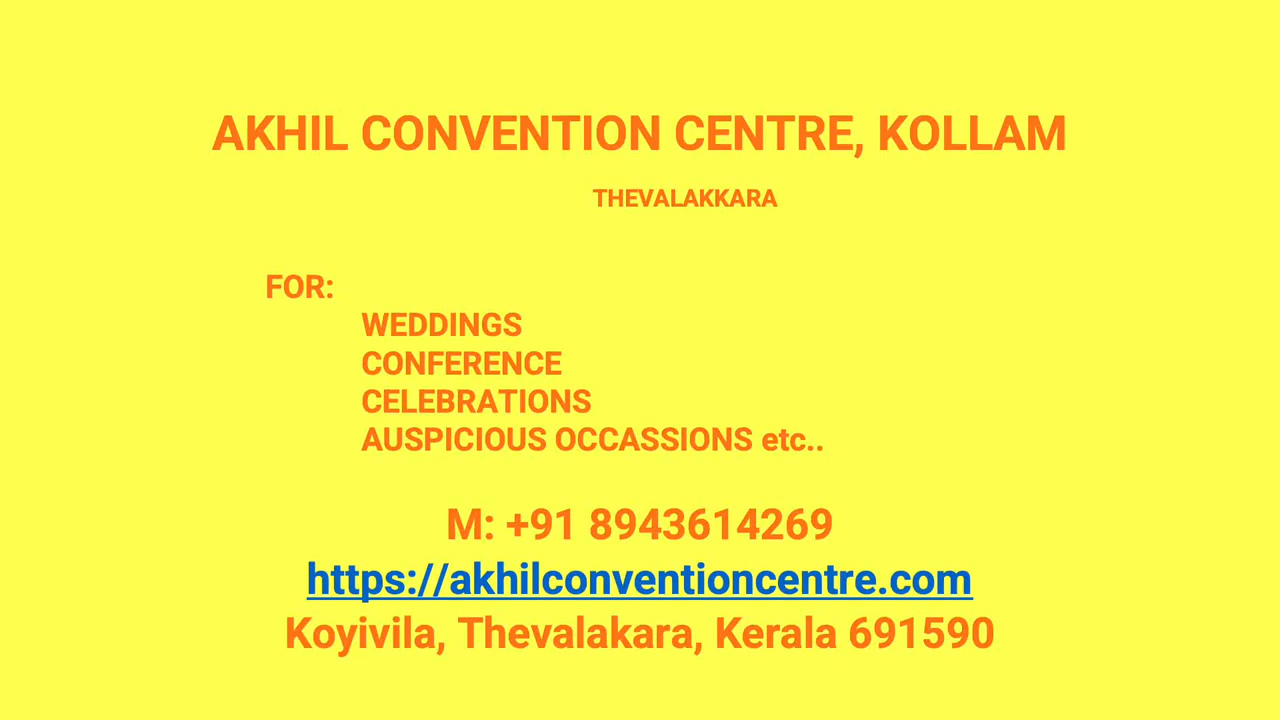 AKHIL CONVENTION CENTRE, KOLLAM
THEVALAKKARA
FOR:
WEDDINGS
CONFERENCE
CELEBRATIONS
AUSPICIOUS OCCASSIONS etc..
M: +91 8943614269
https://akhilconventioncentre.com
Koyivila, Thevalakara, Kerala 691590